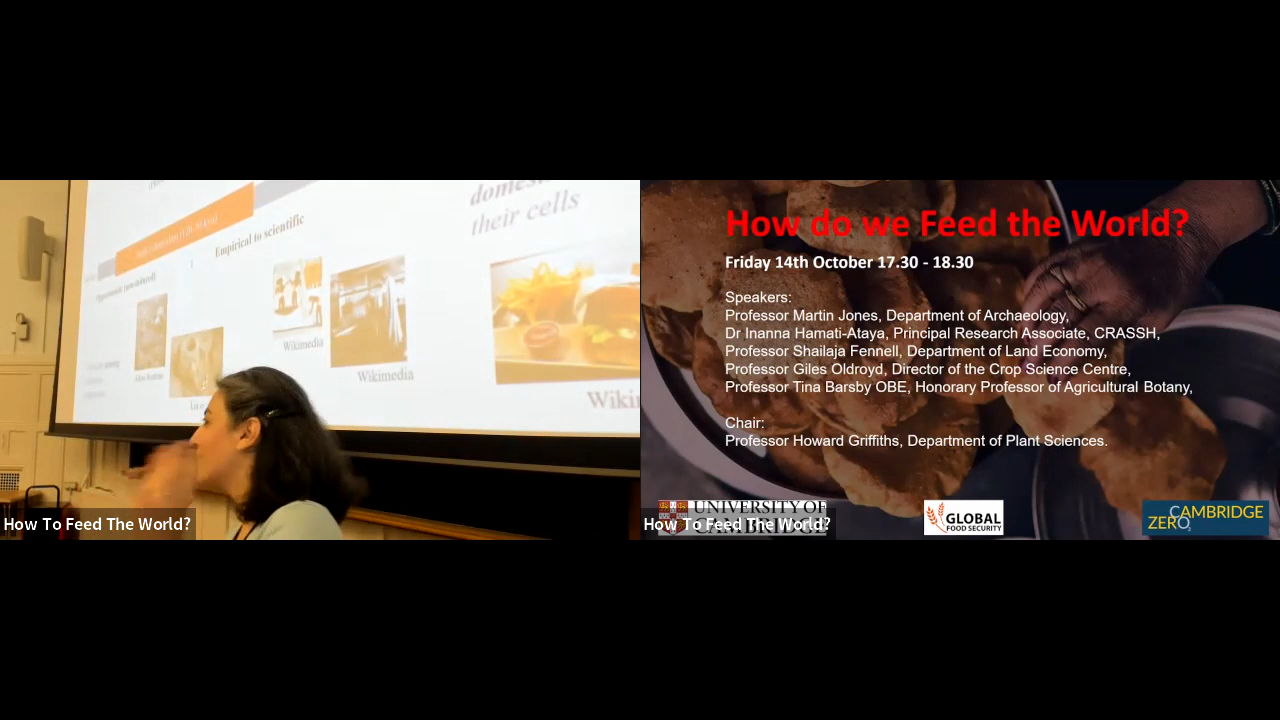 domes
their cells
Empirical to scientific
Wikimedia
Wikimedia
Wiki
How To Feed The World?
How do we Feed the World?
Friday 14th October 17.30 - 18.30
Speakers:
Professor Martin Jones, Department of Archaeology,
Dr Inanna Hamati-Ataya, Principal Research Associate, CRASSH,
Professor Shailaja Fennell, Department of Land Economy,
Professor Giles Oldroyd, Director of the Crop Science Centre,
Professor Tina Barsby OBE, Honorary Professor of Agricultural Botany,
Chair:
Professor Howard Griffiths, Department of Plant Sciences.
UNIVERSITY OF
CAMBRIDGE
How To Feed The World?
GLOBAL
FOOD SECURITY
CAMBRIDGE
ZERO